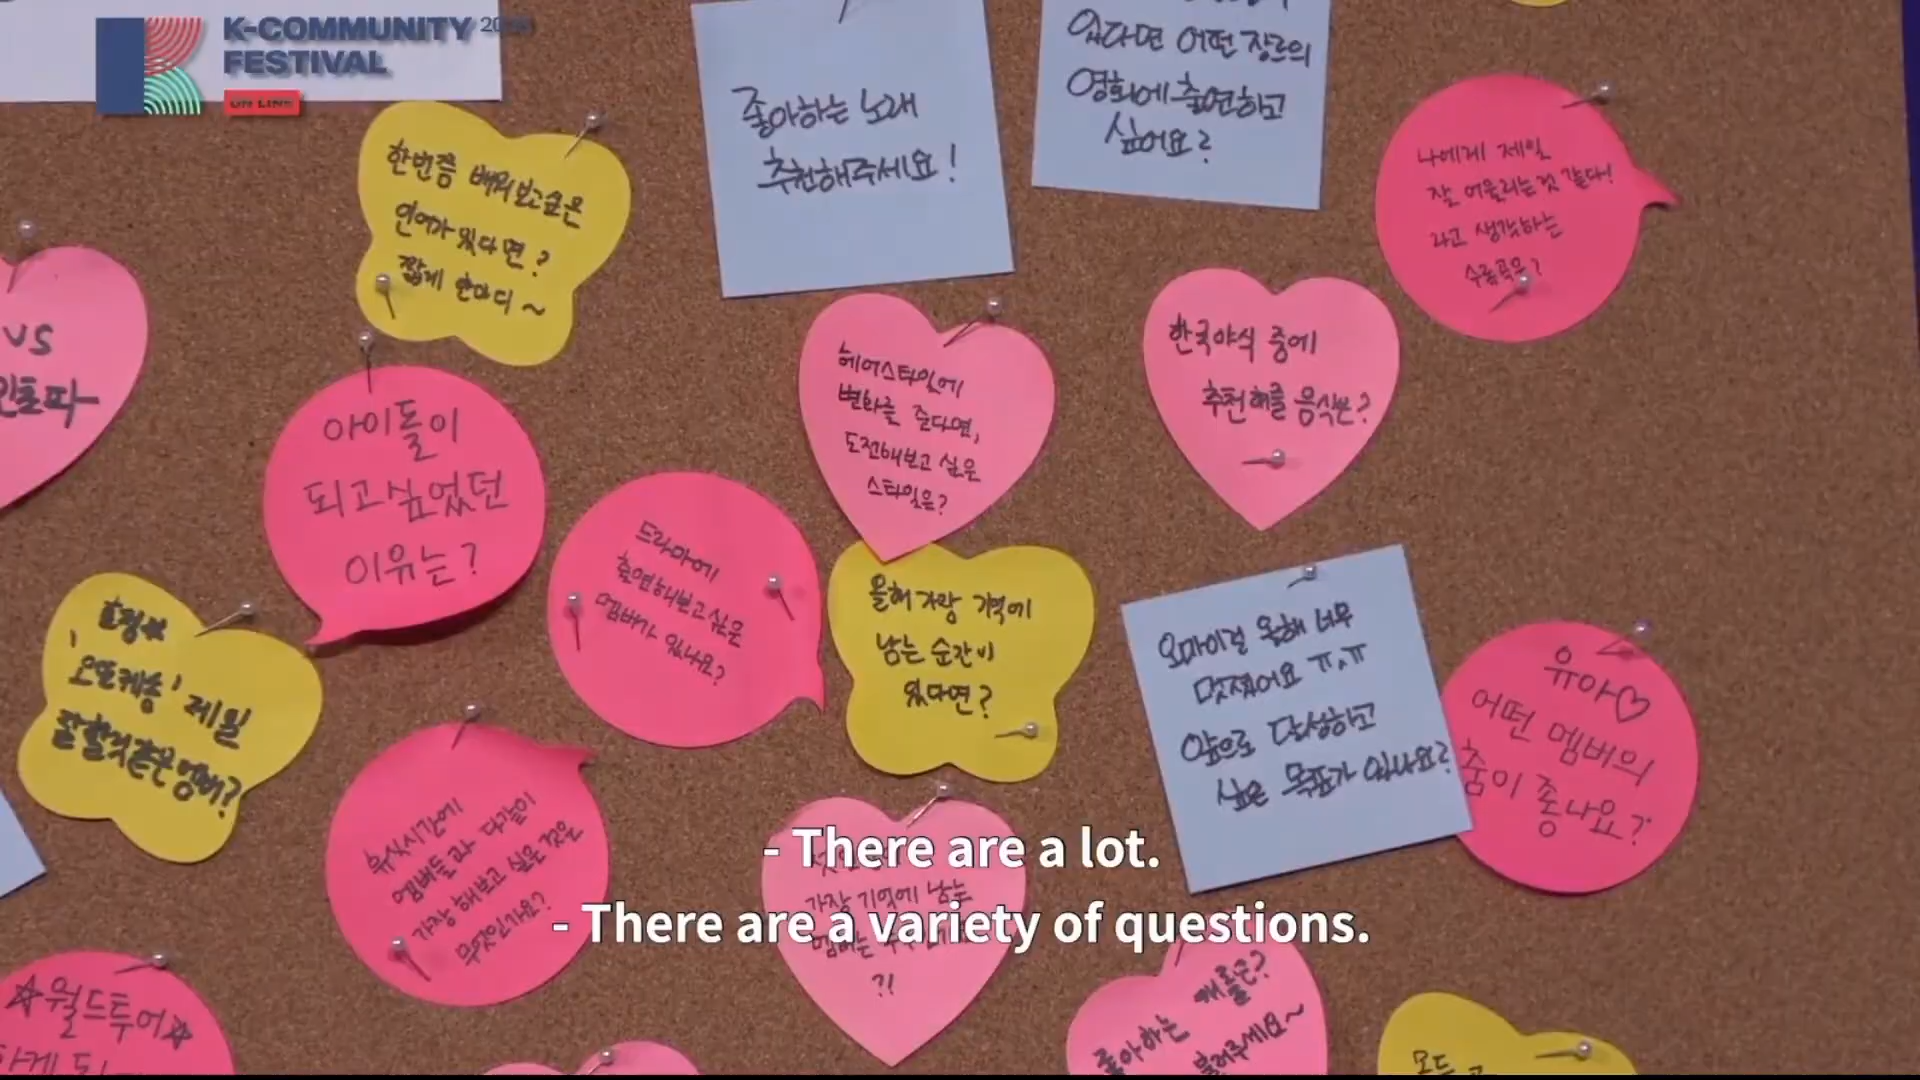 K-COMMUNITY
FESTIVAL
ON LINE
한번쯤 배워보고싶은
언어가 있다면?
짧게 한마디 ~
좋아하는 노래
추천해주세요!
있다면 어떤 장르의
영화에 출연하고
싶어요?
나에게 제일
잘 어울리는것 같다!
라고 생각하는
수록곡은?
VS
아이돌이
되고싶었던
이유는?
헤어스타일에
변화를 준다면,
도전해보고 싶은
스타일은?
한국야식 중에
추천해줄 음식은?
드라마에
출연해보고 싶은
멤버가 있나요?
올해 가장 기억에
남는 순간이
있다면?
오마이걸 올해 너무
멋졌어요 ㅠ.ㅠ
앞으로 달성하고
싶은 목표가 있나요?
유아♡
어떤 멤버의
춤이 좋나요?
제일
잘할것같은멤버?
휴식시간에
멤버들과 다같이
가장 해보고 싶은 것은
무엇인가요?
가장 기억에 남는
멤버는
?!
☆월드투어☆
좋아하는 캐롤은?
불러주세요~
모두
- There are a lot.
- There are a variety of questions.